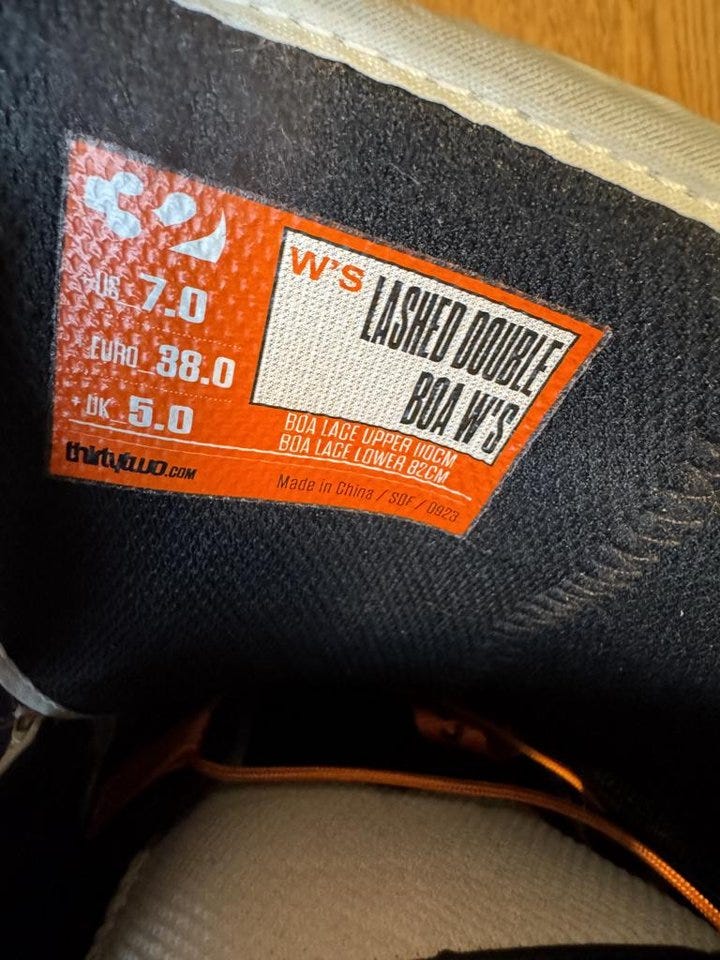 32
US 7.0
EURO 38.0
UK 5.0
thirtytwo.COM
W'S
LASHED DOUBLE
BOA W'S
BOA LACE UPPER 110CM
BOA LACE LOWER 82CM
Made in China / SDF / 0923